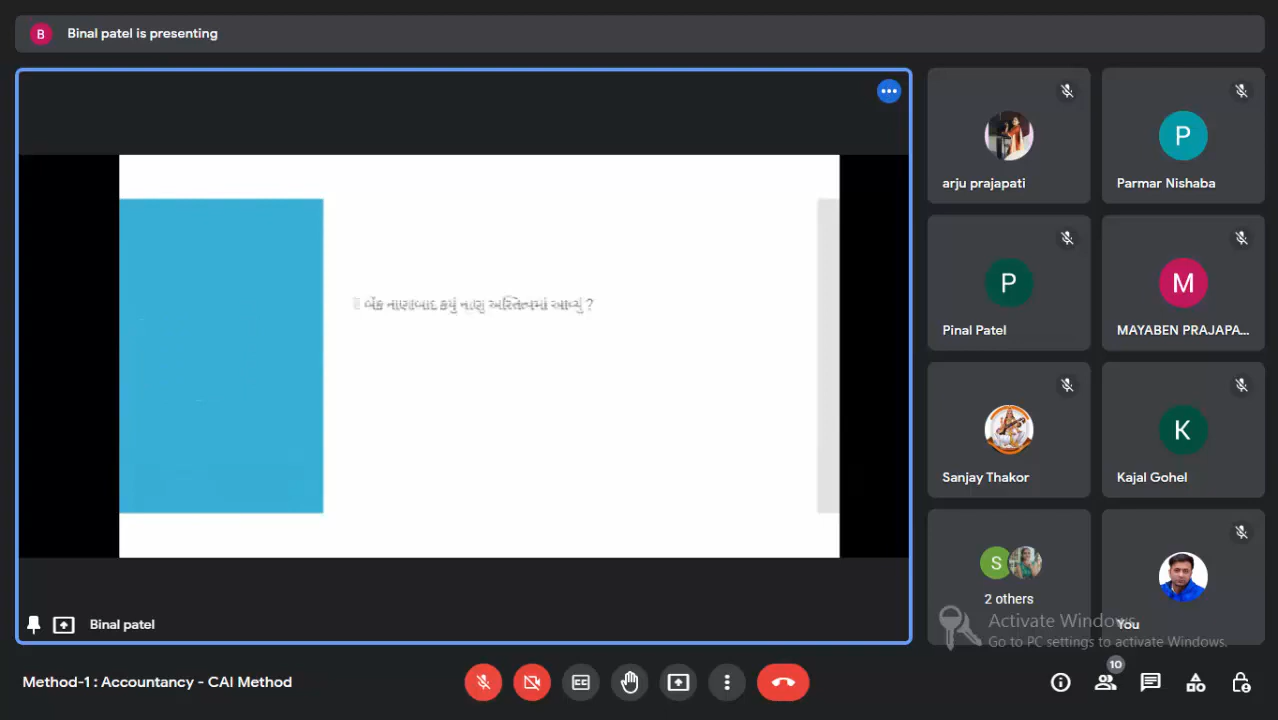 B Binal patel is presenting
બેંક નાણાંબાદ કયું નાણુ અસ્તિત્વમાં આવ્યું ?
Binal patel
arju prajapati
P
Parmar Nishaba
P
Pinal Patel
M
MAYABEN PRAJAPA...
Sanjay Thakor
K
Kajal Gohel
S
2 others
You
Activate Windows
Go to PC settings to activate Windows.
Method-1 : Accountancy - CAI Method
CC
10